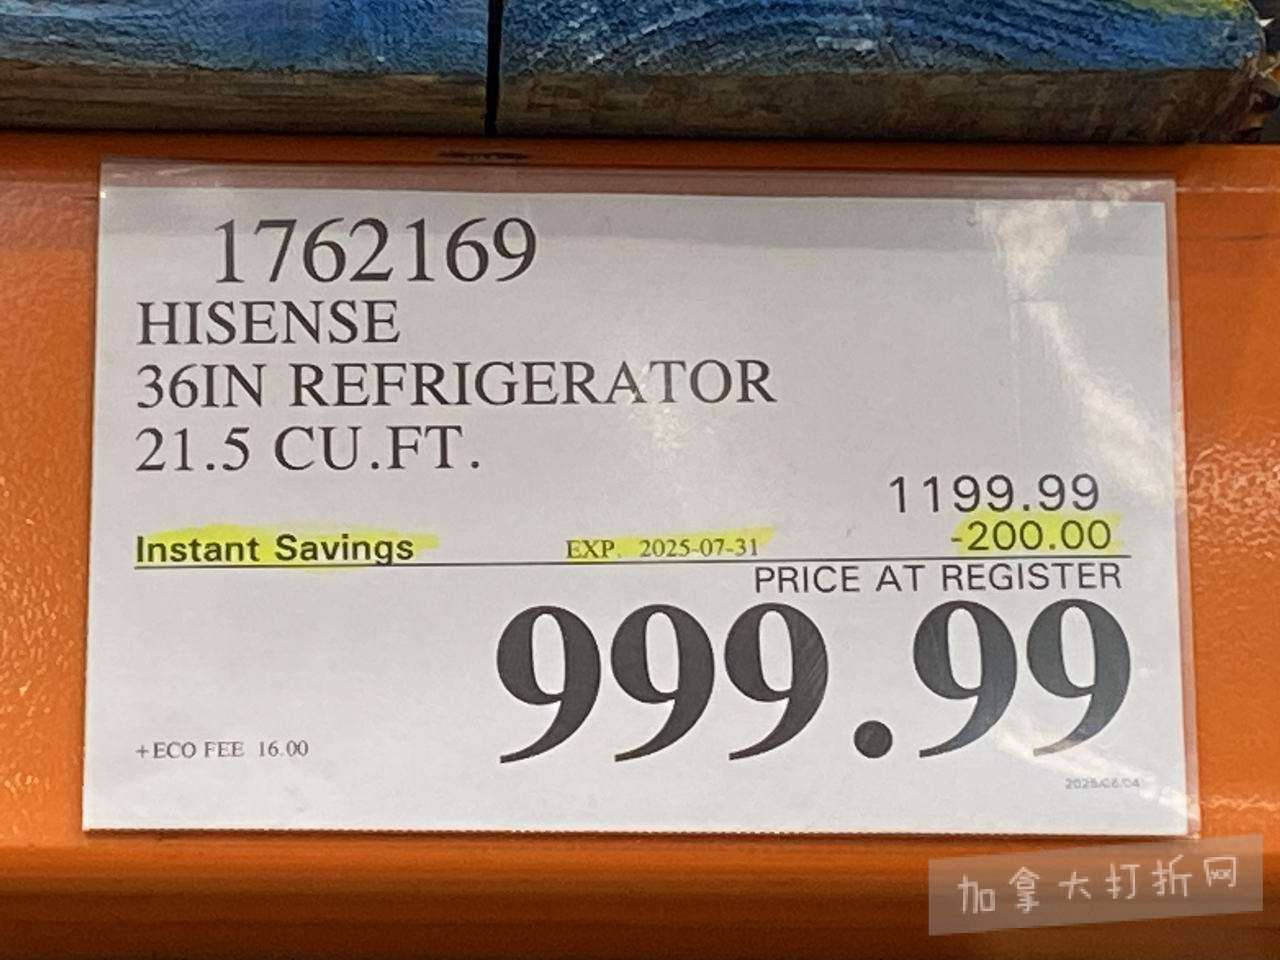 1762169
HISENSE
36IN REFRIGERATOR
21.5 CU.FT.
1199.99
Instant Savings EXP. 2025-07-31 -200.00
PRICE AT REGISTER
999.99
+ECO FEE 16.00
加拿大打折网